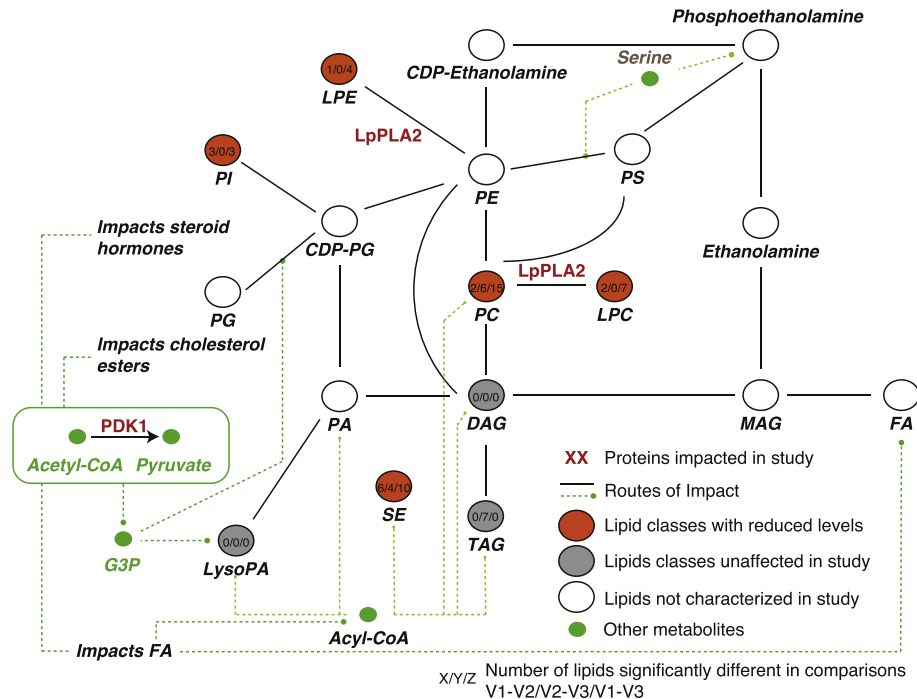 Phosphoethanolamine
Serine
CDP-Ethanolamine
1/0/4
LPE
LpPLA2
3/0/3
PI
PE
PS
Impacts steroid
hormones
CDP-PG
Ethanolamine
LpPLA2
PG
2/6/15
PC
2/0/7
LPC
Impacts cholesterol
esters
PA
0/0/0
DAG
MAG
FA
PDK1
Acetyl-CoA Pyruvate
XX Proteins impacted in study
Routes of Impact
6/4/10
SE
0/7/0
TAG
Lipid classes with reduced levels
G3P
0/0/0
LysoPA
Lipids classes unaffected in study
Lipids not characterized in study
Acyl-CoA
Other metabolites
Impacts FA
X/Y/Z Number of lipids significantly different in comparisons
V1-V2/V2-V3/V1-V3